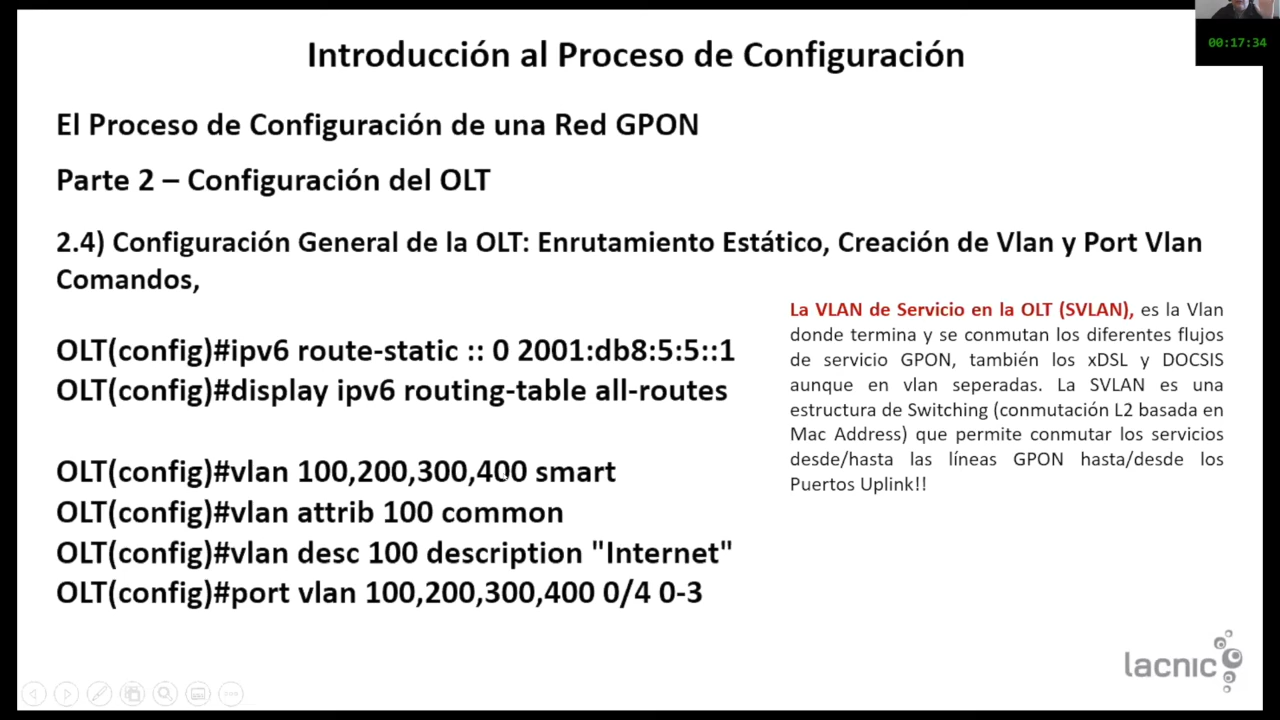 00:17:34
Introducción al Proceso de Configuración
El Proceso de Configuración de una Red GPON
Parte 2 – Configuración del OLT
2.4) Configuración General de la OLT: Enrutamiento Estático, Creación de Vlan y Port Vlan
Comandos,
OLT(config)#ipv6 route-static :: 0 2001:db8:5:5::1
OLT(config)#display ipv6 routing-table all-routes
OLT(config)#vlan 100,200,300,400 smart
OLT(config)#vlan attrib 100 common
OLT(config)#vlan desc 100 description "Internet"
OLT(config)#port vlan 100,200,300,400 0/4 0-3
La VLAN de Servicio en la OLT (SVLAN), es la Vlan
donde termina y se conmutan los diferentes flujos
de servicio GPON, también los xDSL y DOCSIS
aunque en vlan seperadas. La SVLAN es una
estructura de Switching (conmutación L2 basada en
Mac Address) que permite conmutar los servicios
desde/hasta las líneas GPON hasta/desde los
Puertos Uplink!!
lacnic